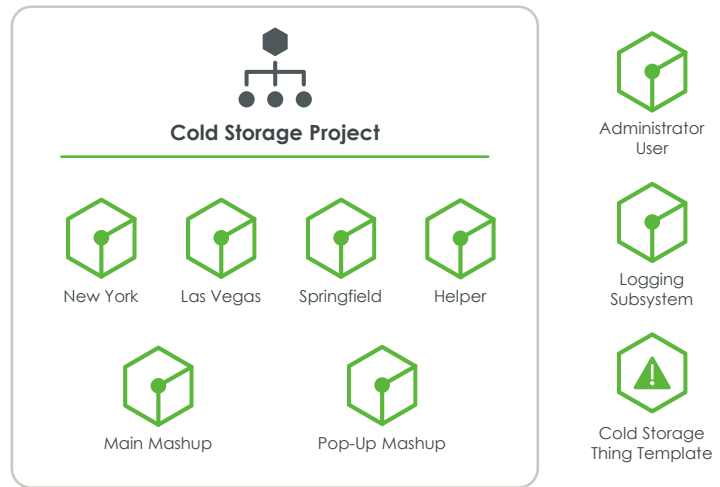 Cold Storage Project
New York
Las Vegas
Springfield
Helper
Main Mashup
Pop-Up Mashup
Administrator
User
Logging
Subsystem
Cold Storage
Thing Template